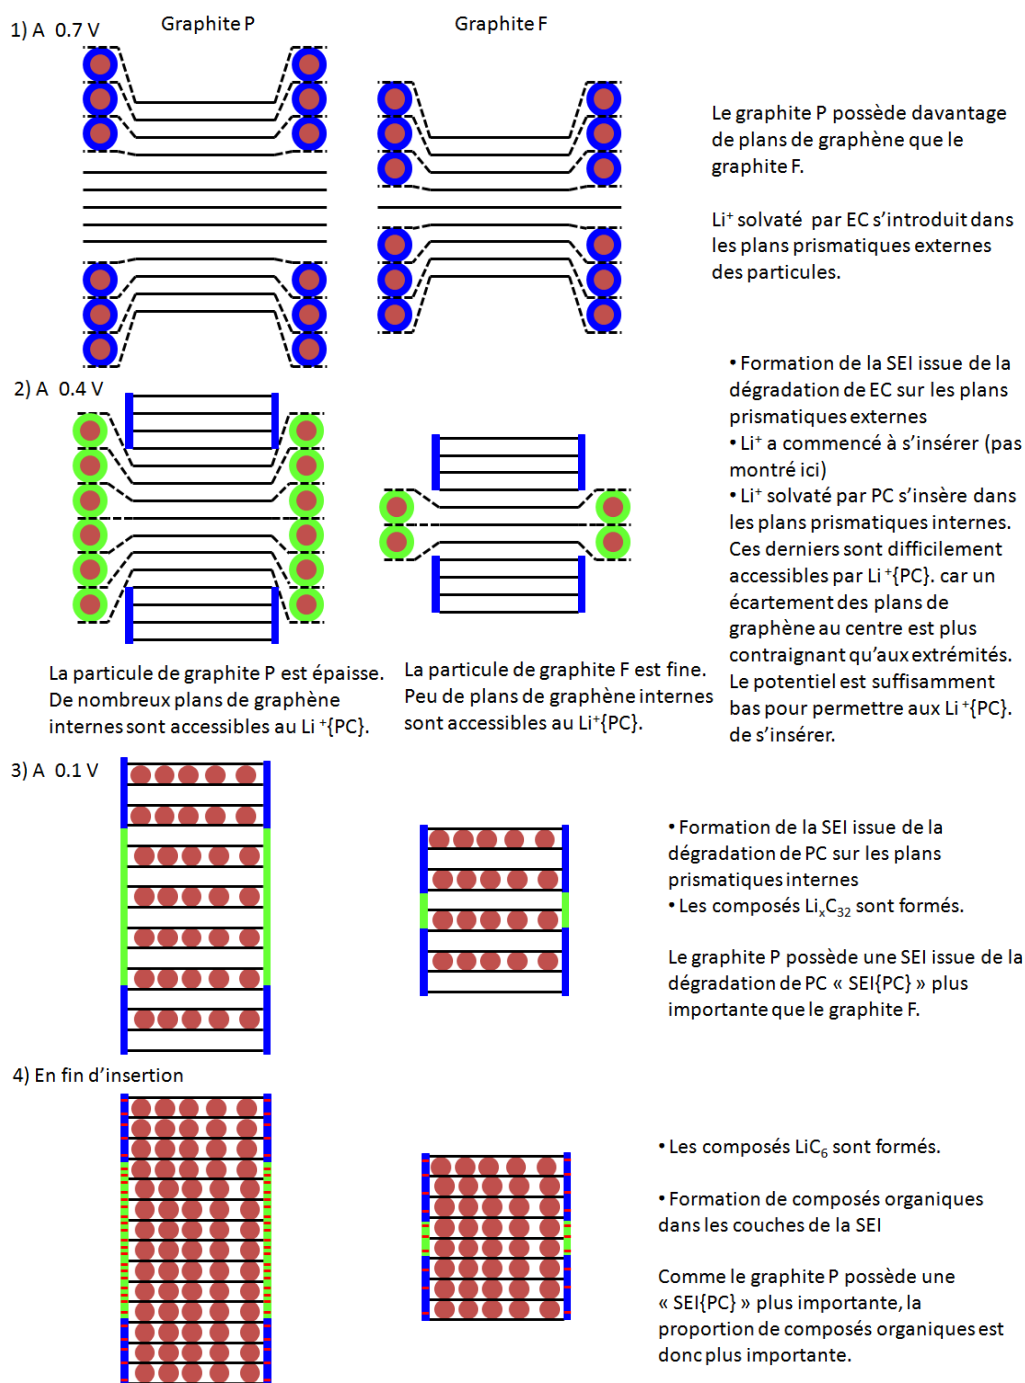 1) A 0.7 V
Graphite P
Graphite F
Le graphite P possède davantage
de plans de graphène que le
graphite F.
Li⁺ solvaté par EC s’introduit dans
les plans prismatiques externes
des particules.
2) A 0.4 V
• Formation de la SEI issue de la
dégradation de EC sur les plans
prismatiques externes
• Li⁺ a commencé à s’insérer (pas
montré ici)
• Li⁺ solvaté par PC s’insère dans
les plans prismatiques internes.
Ces derniers sont difficilement
accessibles par Li⁺{PC}. car un
écartement des plans de
graphène au centre est plus
contraignant qu’aux extrémités.
Le potentiel est suffisamment
bas pour permettre aux Li⁺{PC}.
de s’insérer.
La particule de graphite P est épaisse.
De nombreux plans de graphène
internes sont accessibles au Li⁺{PC}.
La particule de graphite F est fine.
Peu de plans de graphène internes
sont accessibles au Li⁺{PC}.
3) A 0.1 V
• Formation de la SEI issue de la
dégradation de PC sur les plans
prismatiques internes
• Les composés LiₓC₃₂ sont formés.
Le graphite P possède une SEI issue de la
dégradation de PC « SEI{PC} » plus
importante que le graphite F.
4) En fin d’insertion
• Les composés LiC₆ sont formés.
• Formation de composés organiques
dans les couches de la SEI
Comme le graphite P possède une
« SEI{PC} » plus importante, la
proportion de composés organiques est
donc plus importante.